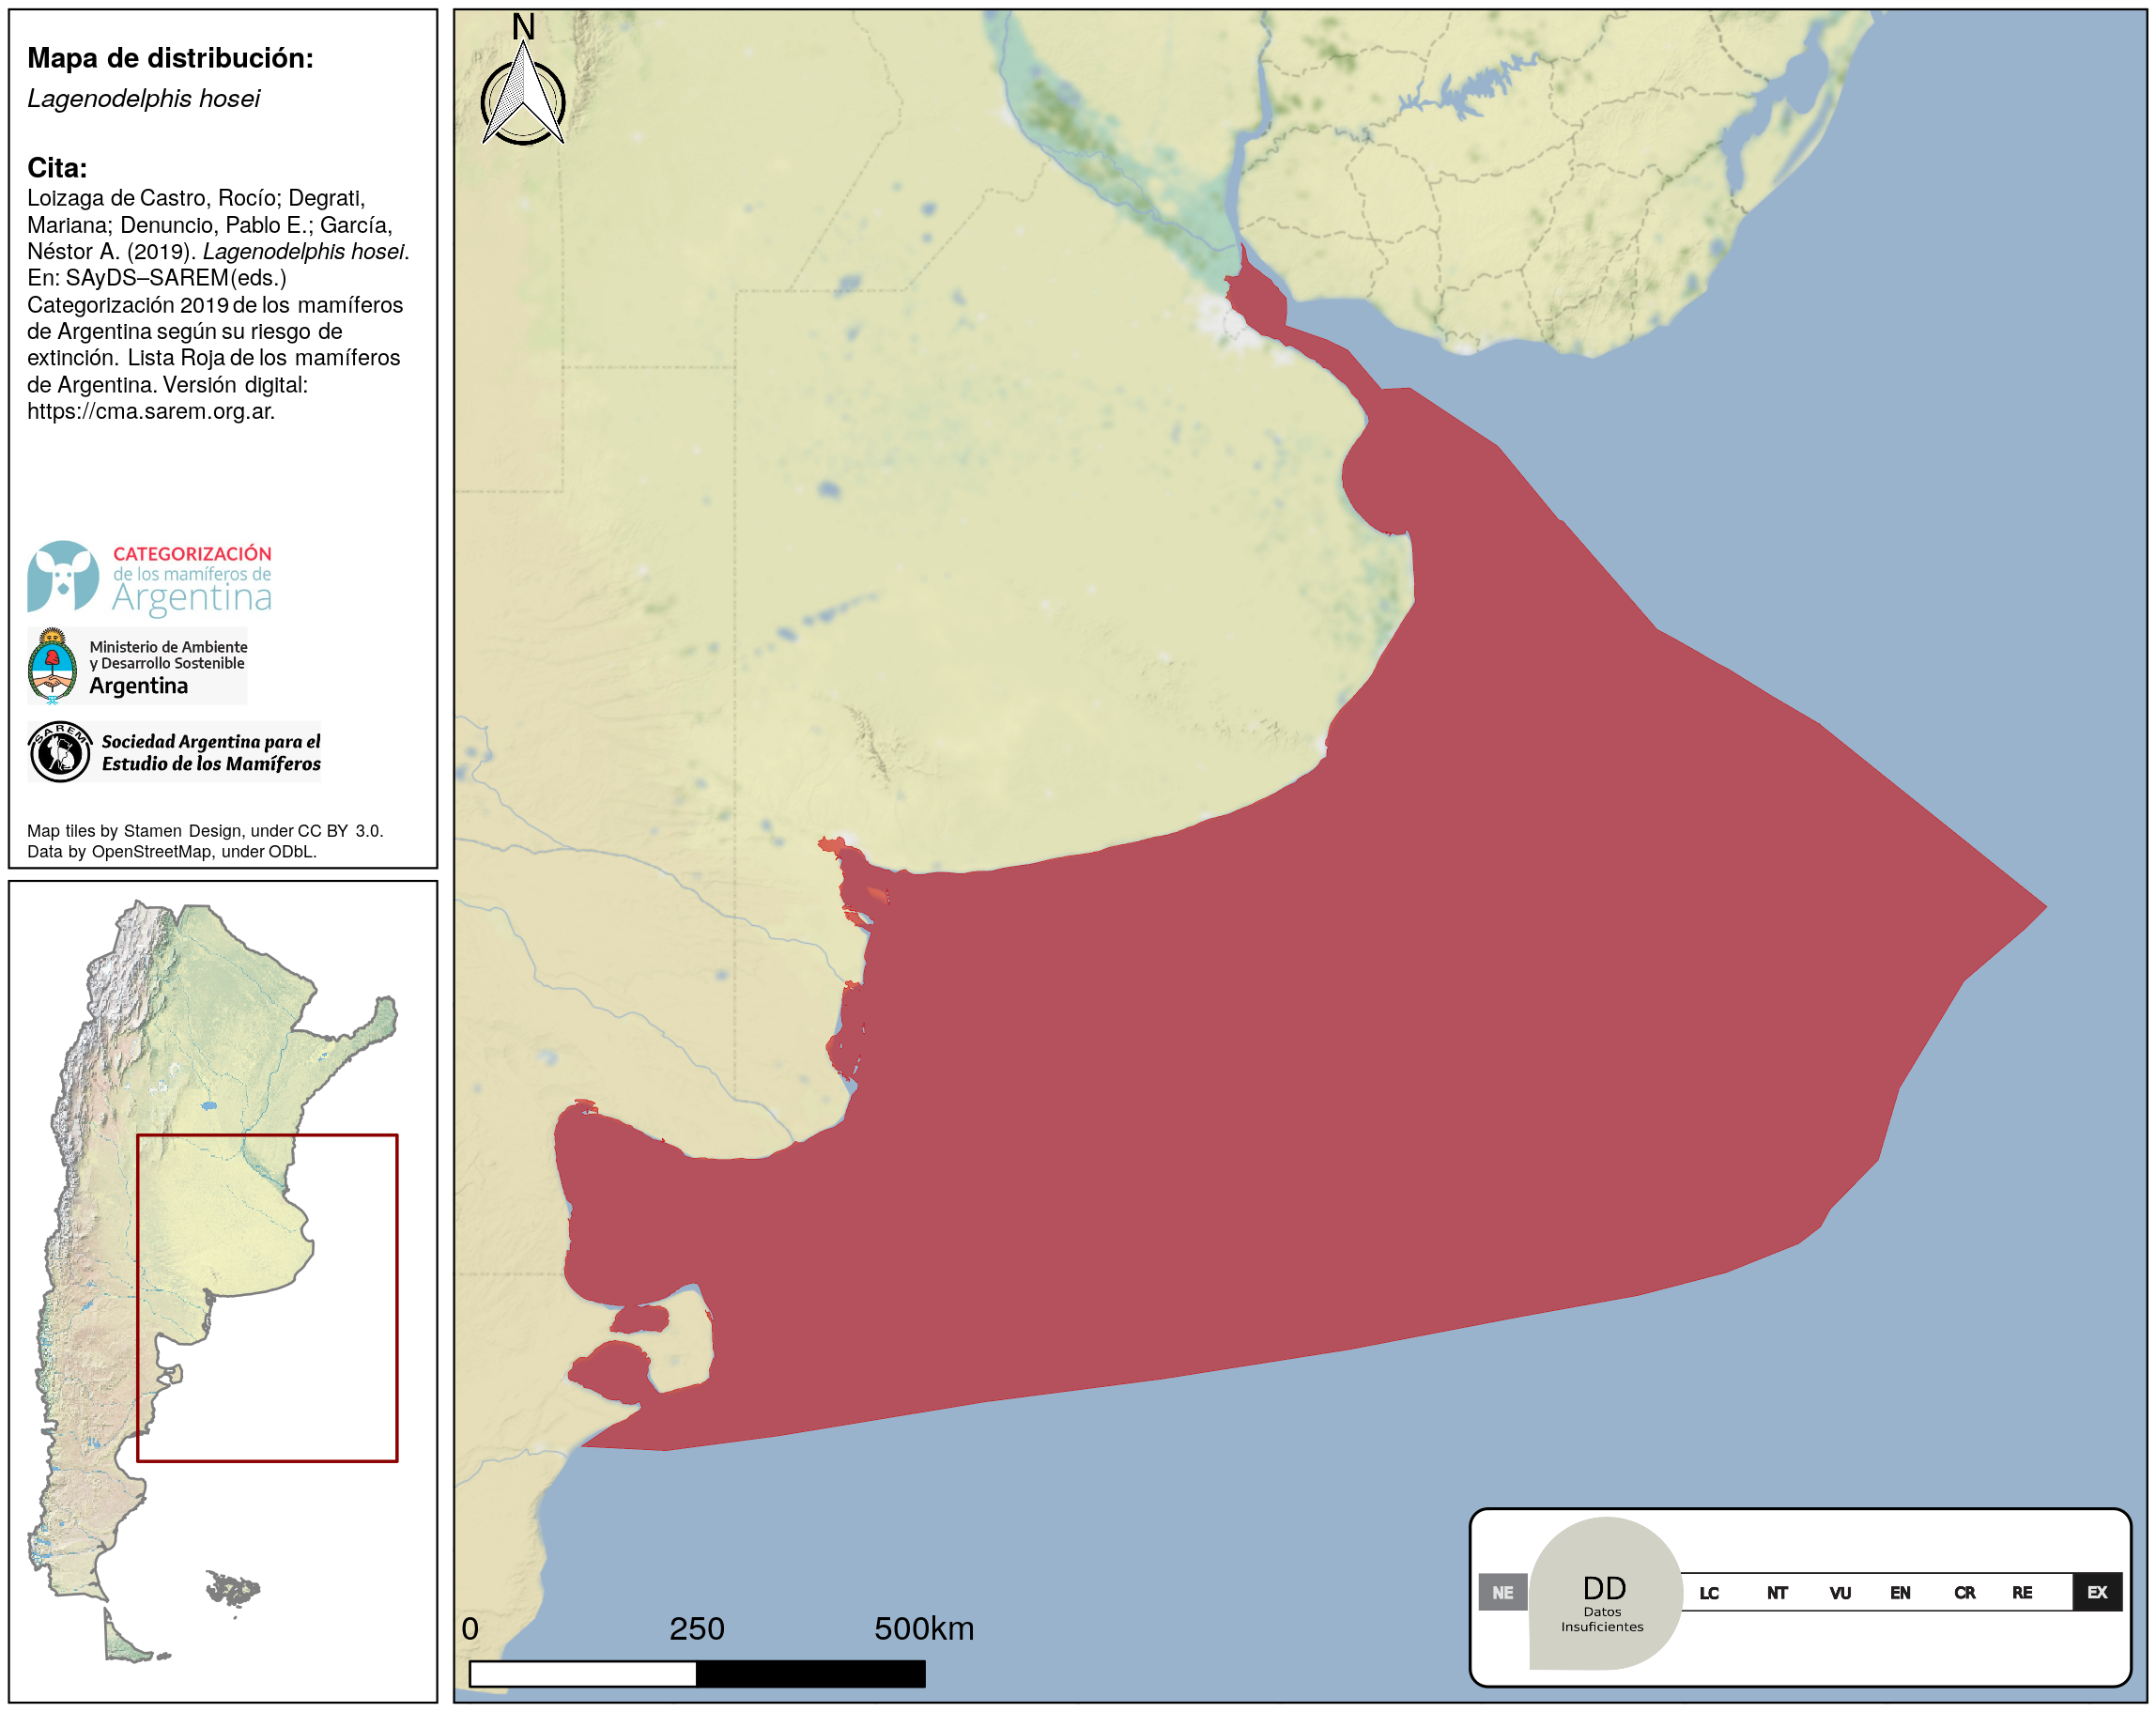 Mapa de distribución:
Lagenodelphis hosei
Cita:
Loizaga de Castro, Rocío; Degrati,
Mariana; Denuncio, Pablo E.; García,
Néstor A. (2019). Lagenodelphis hosei.
En: SAyDS–SAREM(eds.)
Categorización 2019 de los mamíferos
de Argentina según su riesgo de
extinción. Lista Roja de los mamíferos
de Argentina. Versión digital:
https://cma.sarem.org.ar.
CATEGORIZACIÓN
de los mamíferos de
Argentina
Ministerio de Ambiente
y Desarrollo Sostenible
Argentina
SAREM
Sociedad Argentina para el
Estudio de los Mamíferos
Map tiles by Stamen Design, under CC BY 3.0.
Data by OpenStreetMap, under ODbL.
N
0 250 500km
NE DD LC NT VU EN CR RE EX
Datos
Insuficientes